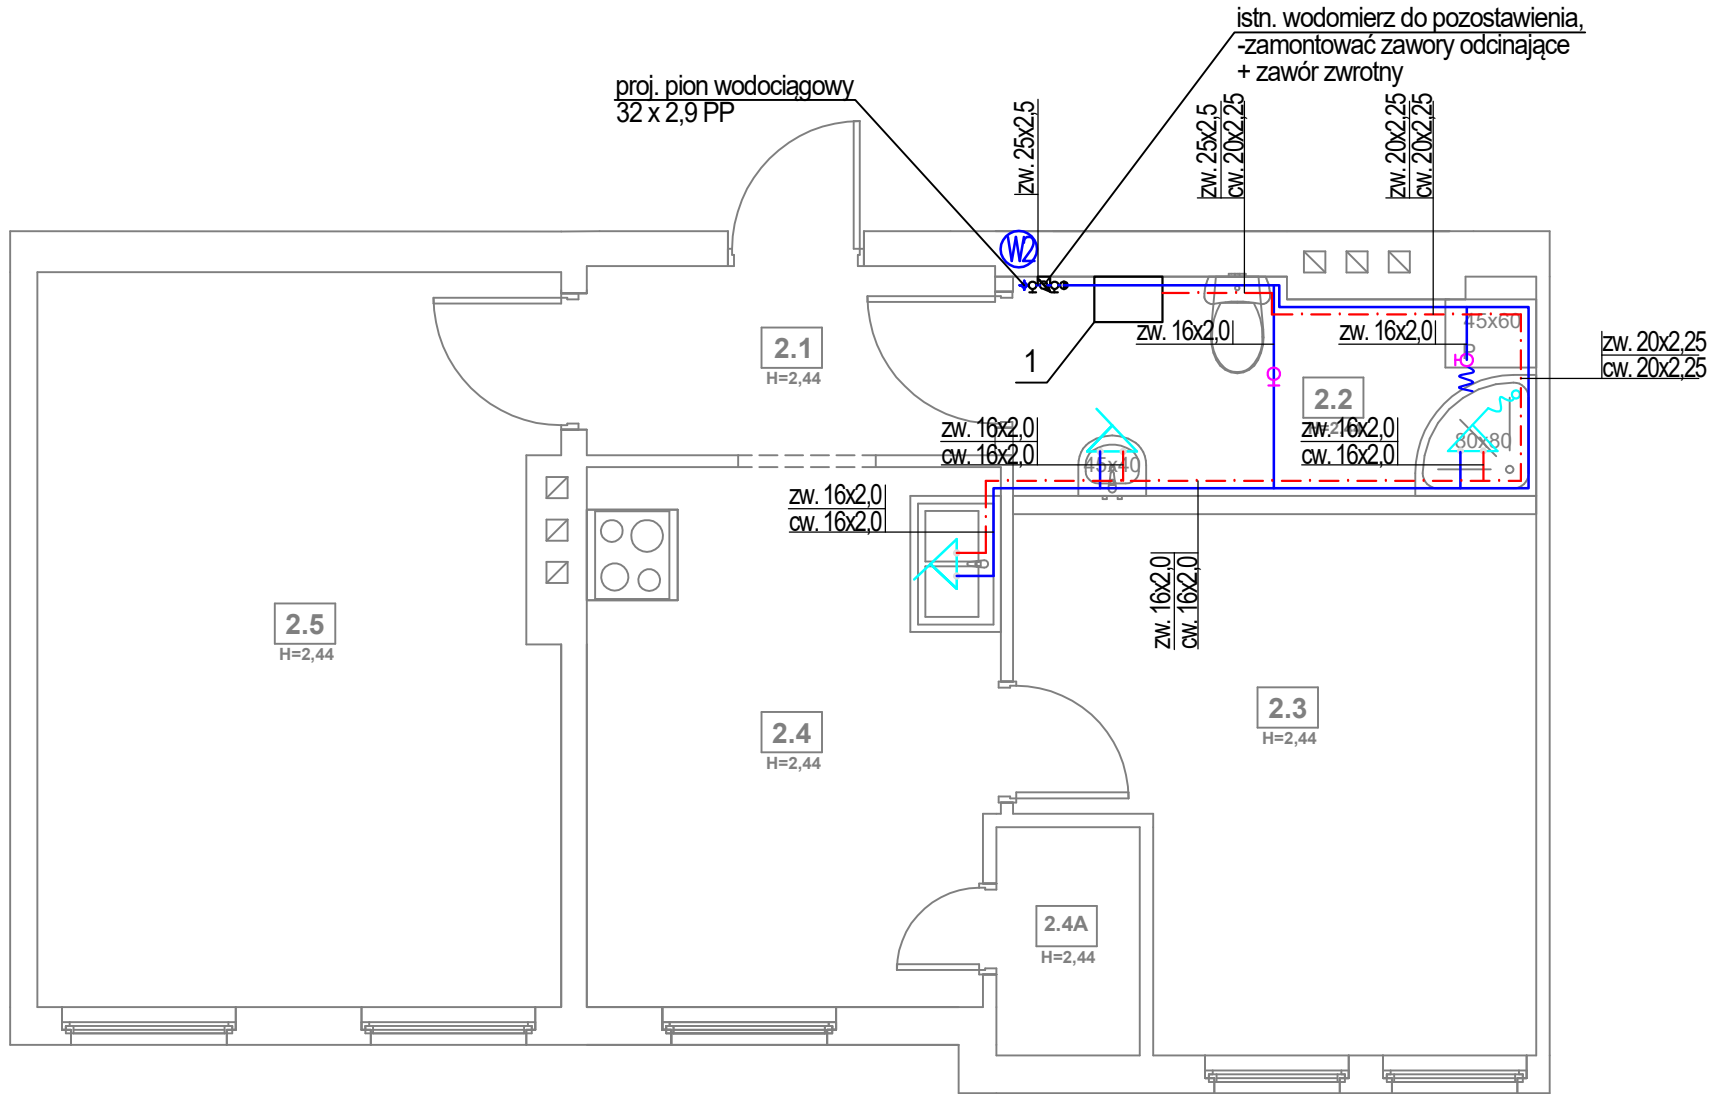 istn. wodomierz do pozostawienia,
-zamontować zawory odcinające
+ zawór zwrotny
proj. pion wodociągowy
32 x 2,9 PP
zw. 25x2,5
zw. 25x2,5
cw. 20x2,25
zw. 20x2,25
cw. 20x2,25
W2
zw. 16x2,0
zw. 16x2,0
45x60
zw. 20x2,25
cw. 20x2,25
1
2.1
H=2,44
2.2
H=2,44
zw. 16x2,0
cw. 16x2,0
45x40
zw. 16x2,0
cw. 16x2,0
80x80
zw. 16x2,0
cw. 16x2,0
zw. 16x2,0
cw. 16x2,0
2.5
H=2,44
2.4
H=2,44
2.3
H=2,44
2.4A
H=2,44